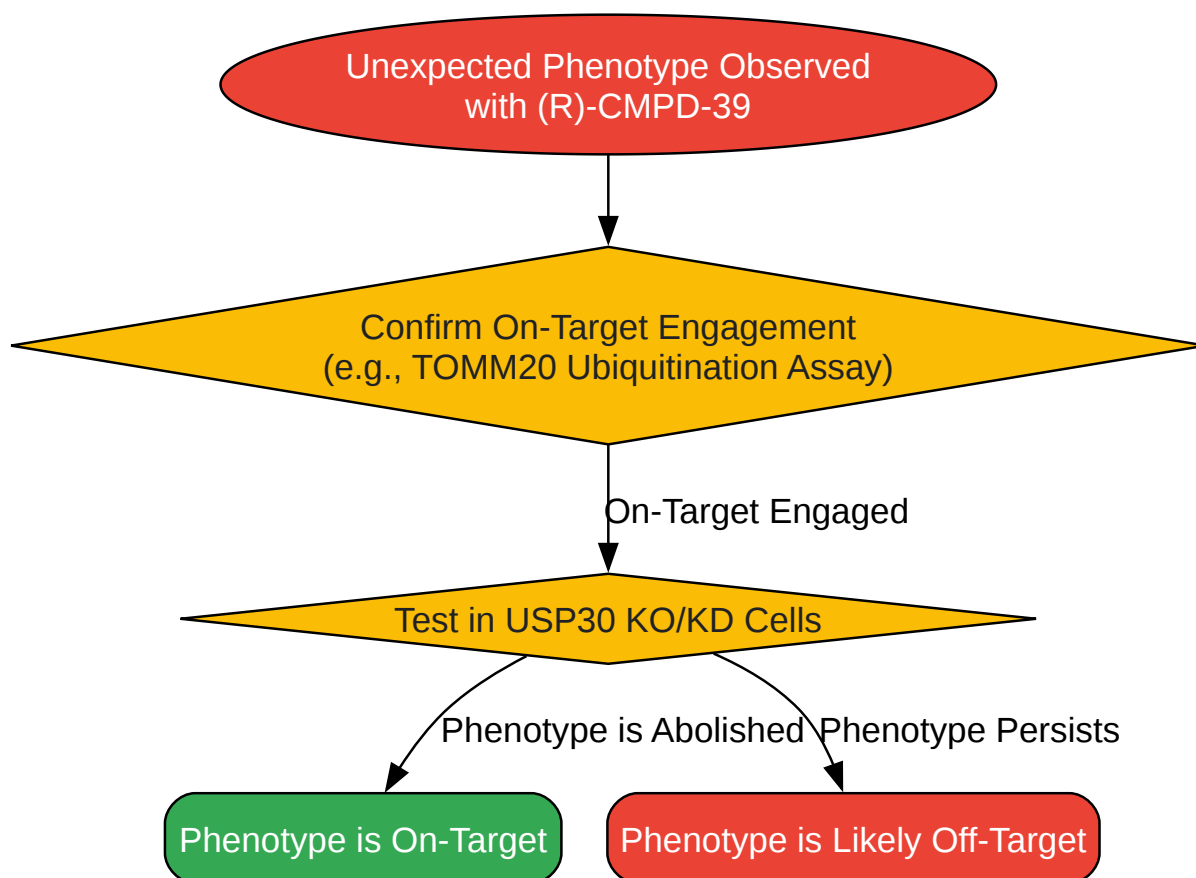 Unexpected Phenotype Observed
with (R)-CMPD-39
Confirm On-Target Engagement
(e.g., TOMM20 Ubiquitination Assay)
On-Target Engaged
Test in USP30 KO/KD Cells
Phenotype is Abolished
Phenotype Persists
Phenotype is On-Target
Phenotype is Likely Off-Target